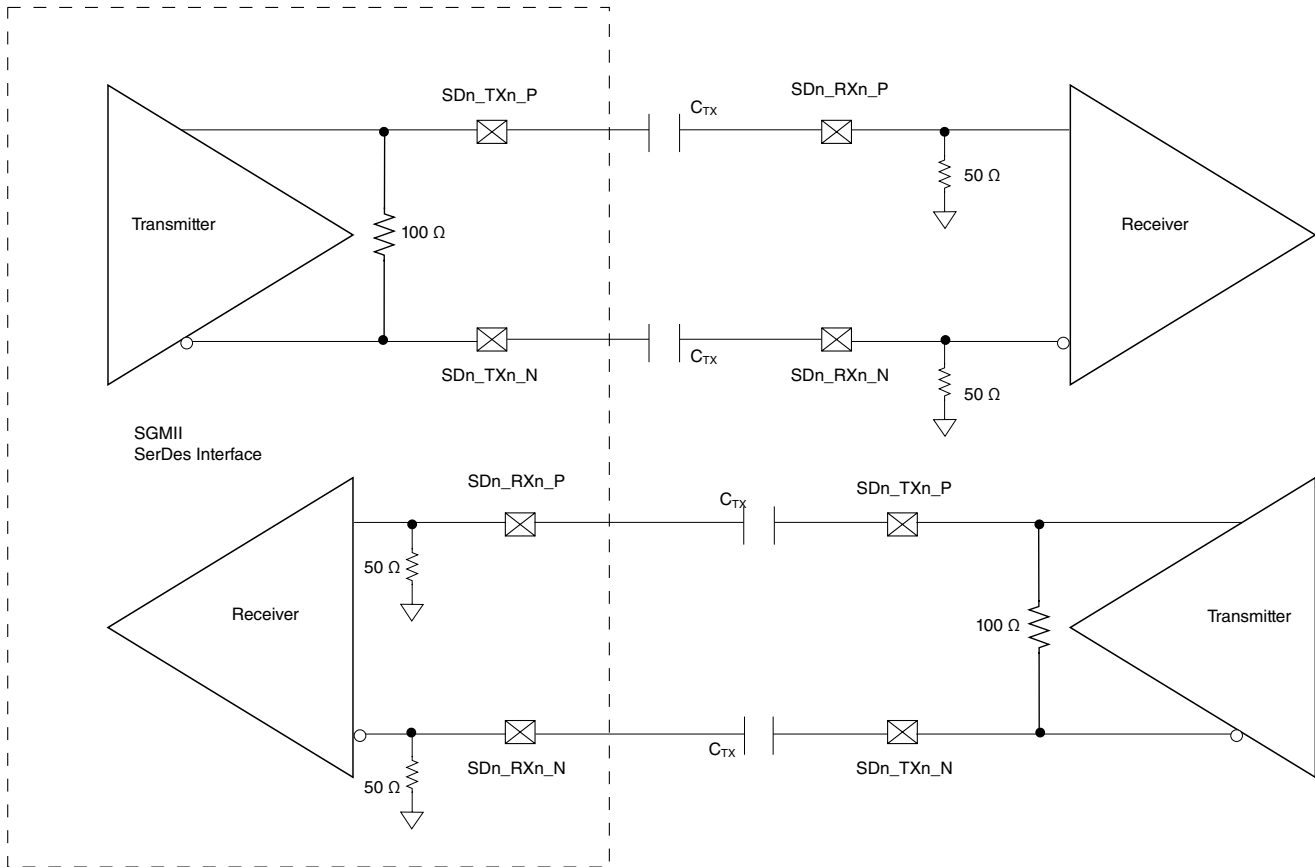 SDn_TXn_P
C_TX
SDn_RXn_P
50 Ω
Transmitter
100 Ω
Receiver
C_TX
SDn_TXn_N
SDn_RXn_N
50 Ω
SGMII
SerDes Interface
SDn_RXn_P
C_TX
SDn_TXn_P
50 Ω
Receiver
100 Ω
Transmitter
C_TX
SDn_RXn_N
SDn_TXn_N
50 Ω